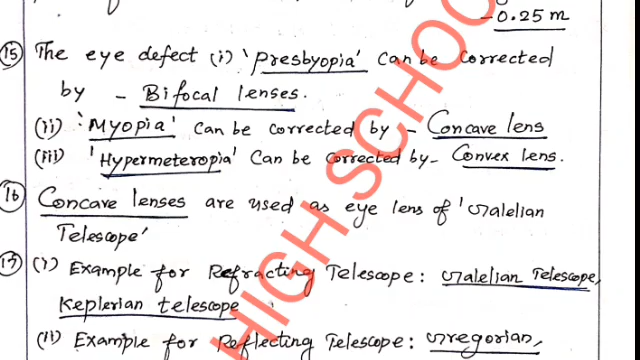 - 0.25 m
15 The eye defect (i) 'Presbyopia' can be corrected
by - Bifocal lenses.
(ii) 'Myopia' can be corrected by - Concave lens
(iii) 'Hypermeteropia' Can be corrected by - Convex lens.
16 Concave lenses are used as eye lens of 'Galelian
Telescope'
17 (i) Example for Refracting Telescope: Galelian Telescope,
Keplerian telescope
(ii) Example for Reflecting Telescope: Gregorian,
HIGH SCHOO